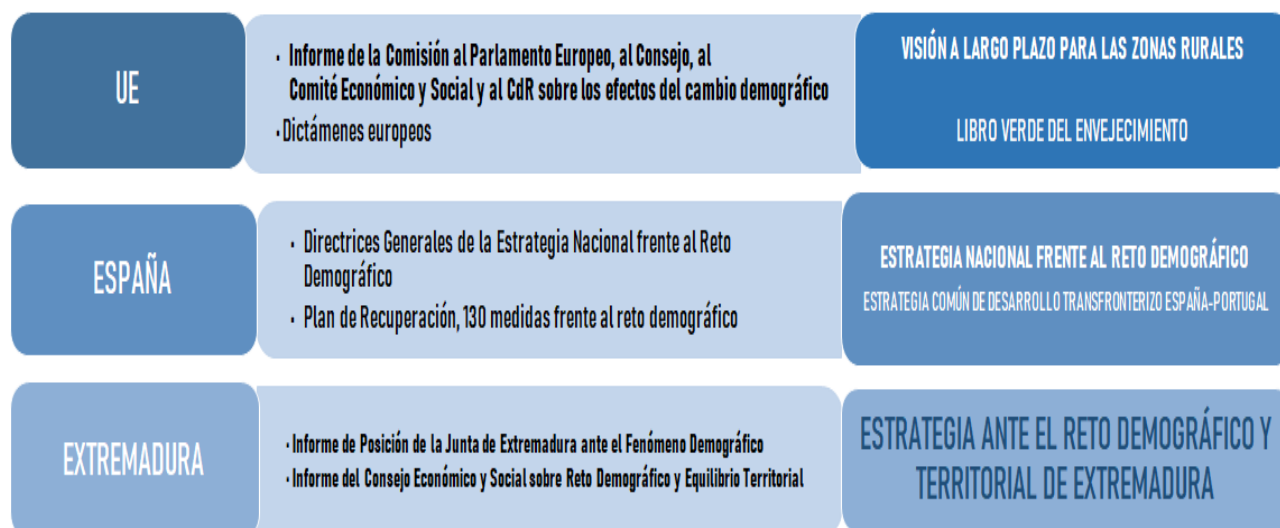 UE
· Informe de la Comisión al Parlamento Europeo, al Consejo, al
Comité Económico y Social y al CdR sobre los efectos del cambio demográfico
· Dictámenes europeos
VISIÓN A LARGO PLAZO PARA LAS ZONAS RURALES
LIBRO VERDE DEL ENVEJECIMIENTO
ESPAÑA
· Directrices Generales de la Estrategia Nacional frente al Reto
Demográfico
· Plan de Recuperación, 130 medidas frente al reto demográfico
ESTRATEGIA NACIONAL FRENTE AL RETO DEMOGRÁFICO
ESTRATEGIA COMÚN DE DESARROLLO TRANSFRONTERIZO ESPAÑA-PORTUGAL
EXTREMADURA
· Informe de Posición de la Junta de Extremadura ante el Fenómeno Demográfico
· Informe del Consejo Económico y Social sobre Reto Demográfico y Equilibrio Territorial
ESTRATEGIA ANTE EL RETO DEMOGRÁFICO Y
TERRITORIAL DE EXTREMADURA